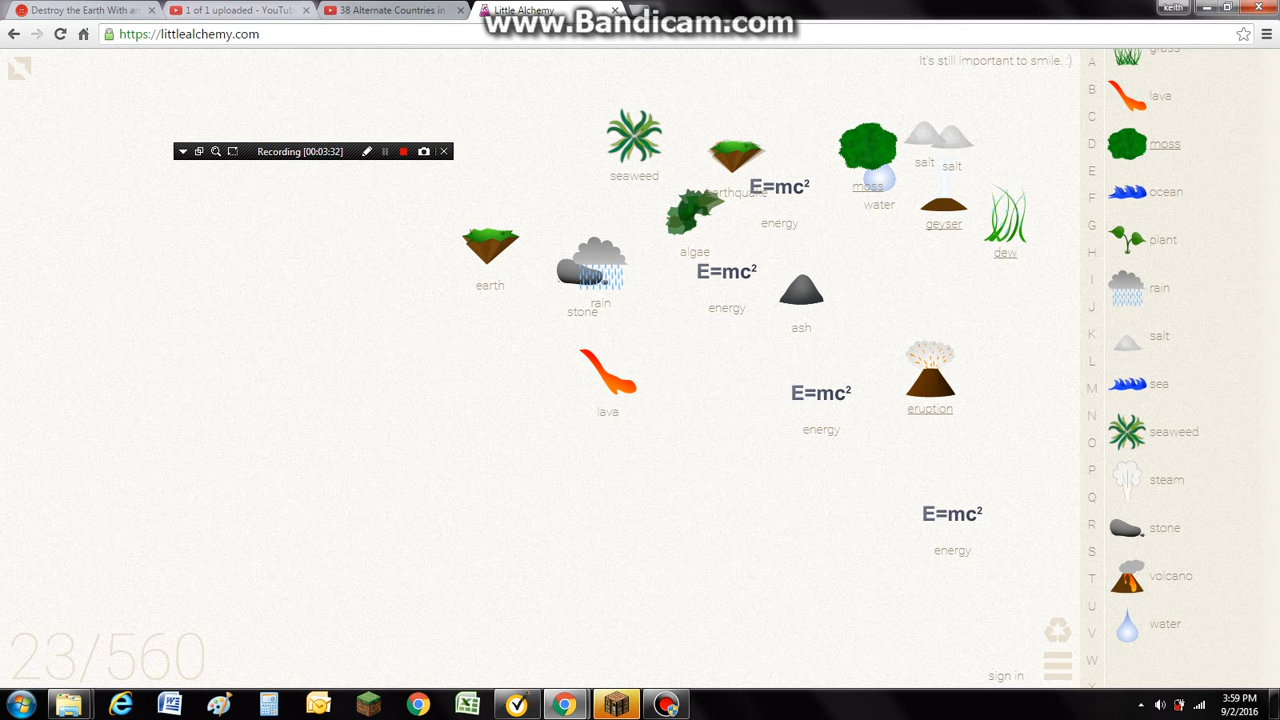 Destroy the Earth With an
1 of 1 uploaded - YouTub
38 Alternate Countries in
Little Alchemy
keith
www.Bandicam.com
https://littlealchemy.com
It's still important to smile. :)
Recording [00:03:32]
seaweed
earthquake
E=mc²
energy
moss
water
salt
salt
geyser
dew
algae
earth
rain
stone
E=mc²
energy
ash
lava
E=mc²
energy
eruption
E=mc²
energy
23/560
sign in
A
B
C
D
E
F
G
H
I
J
K
L
M
N
O
P
Q
R
S
T
U
V
W
X
grass
lava
moss
ocean
plant
rain
salt
sea
seaweed
steam
stone
volcano
water
3:59 PM
9/2/2016